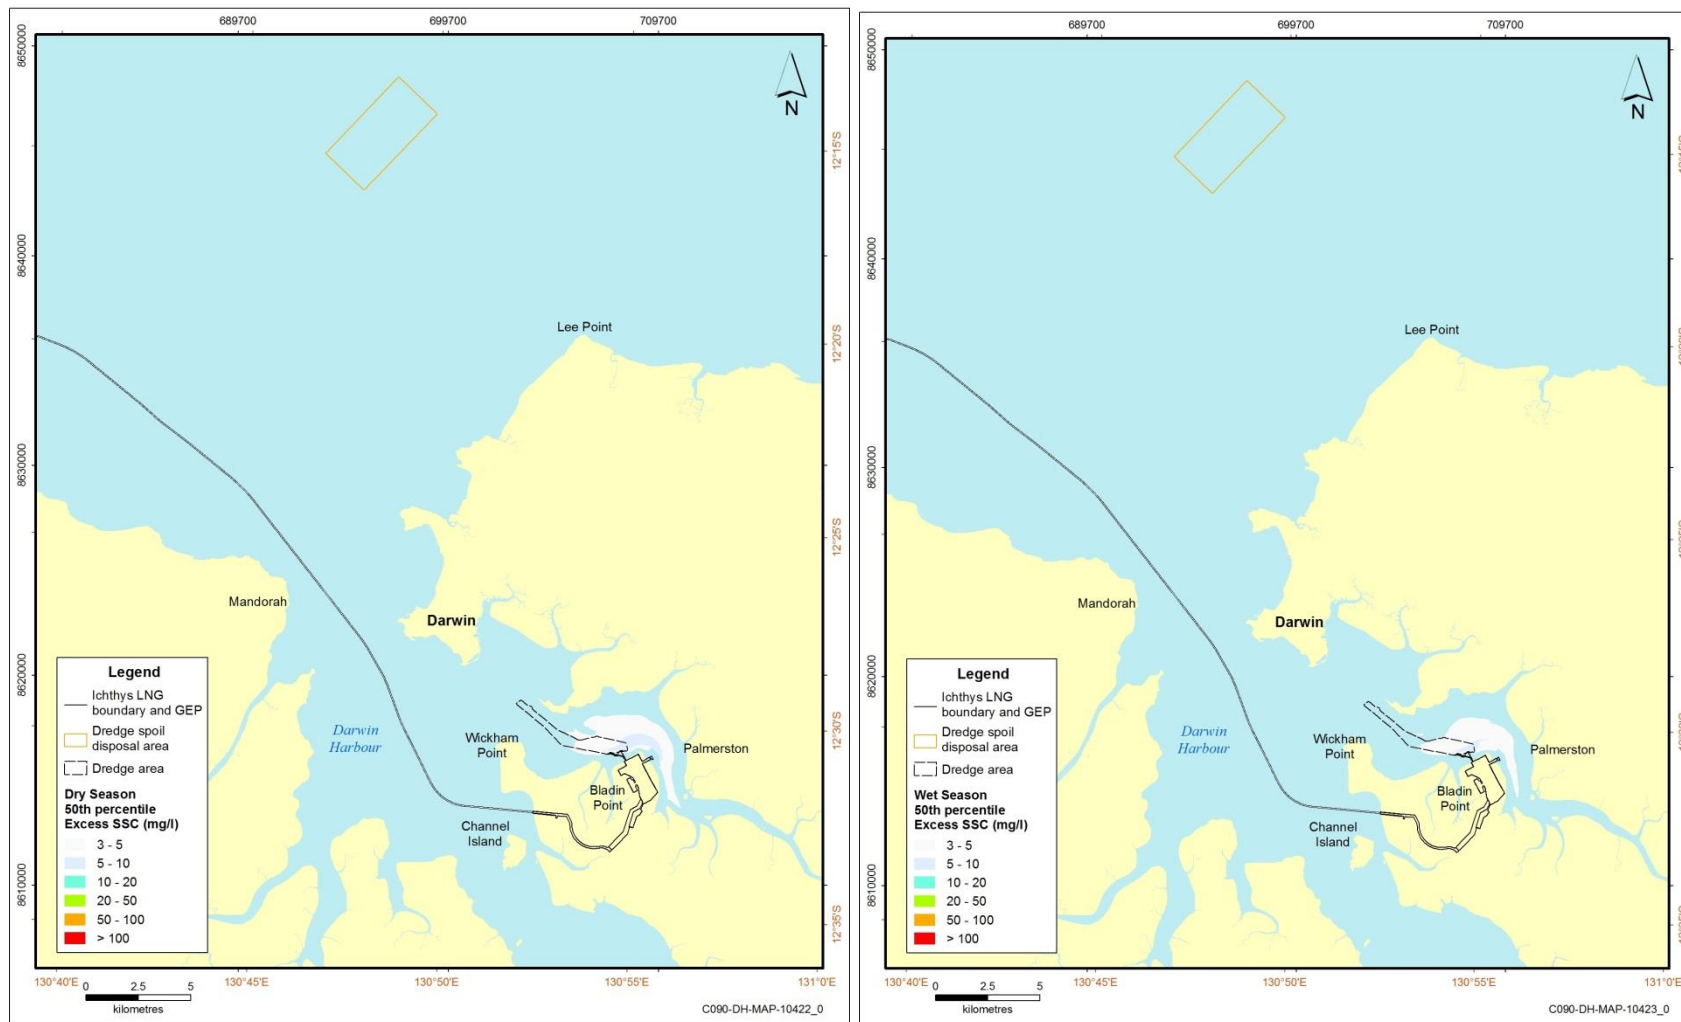 689700
699700
709700
8650000
N
12°15'S
8640000
Lee Point
12°20'S
8630000
12°25'S
Mandorah
Darwin
8620000
Legend
Ichthys LNG
boundary and GEP
Dredge spoil
disposal area
Dredge area
Dry Season
50th percentile
Excess SSC (mg/l)
3 - 5
5 - 10
10 - 20
20 - 50
50 - 100
> 100
Darwin
Harbour
Wickham
Point
Palmerston
12°30'S
Bladin
Point
Channel
Island
8610000
12°35'S
130°40'E
130°45'E
130°50'E
130°55'E
131°0'E
0 2.5 5
kilometres
C090-DH-MAP-10422_0
689700
699700
709700
8650000
N
8640000
Lee Point
8630000
Mandorah
Darwin
8620000
Legend
Ichthys LNG
boundary and GEP
Dredge spoil
disposal area
Dredge area
Wet Season
50th percentile
Excess SSC (mg/l)
3 - 5
5 - 10
10 - 20
20 - 50
50 - 100
> 100
Darwin
Harbour
Wickham
Point
Palmerston
Bladin
Point
Channel
Island
8610000
130°40'E
130°45'E
130°50'E
130°55'E
131°0'E
0 2.5 5
kilometres
C090-DH-MAP-10423_0